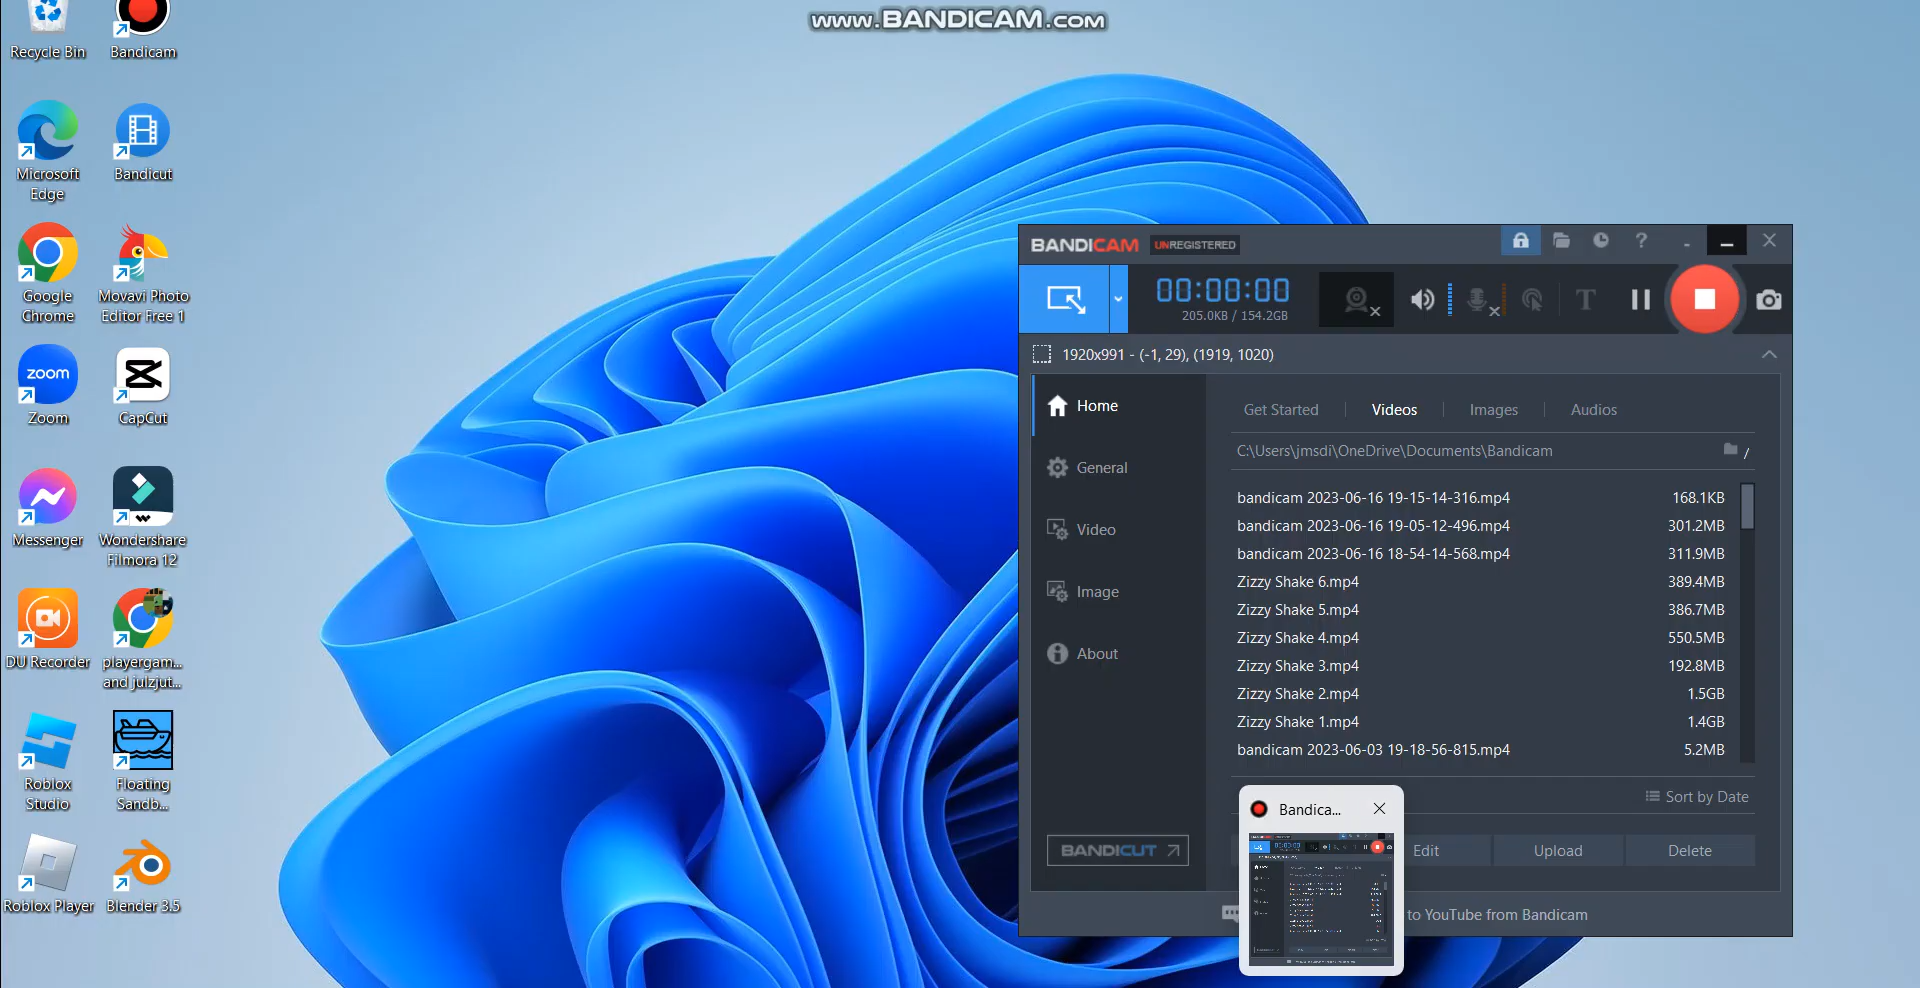 www.BANDICAM.com
Recycle Bin
Bandicam
Microsoft
Edge
Bandicut
Google
Chrome
Movavi Photo
Editor Free 1
zoom
Zoom
CapCut
Messenger
Wondershare
Filmora 12
DU Recorder
playergam...
and julzjut...
Roblox
Studio
Floating
Sandb...
Roblox Player
Blender 3.5
BANDICAM UNREGISTERED
?
00:00:00
205.0KB / 154.2GB
T
1920x991 - (-1, 29), (1919, 1020)
Home
General
Video
Image
About
BANDICUT
Get Started
Videos
Images
Audios
C:\Users\jmsdi\OneDrive\Documents\Bandicam
bandicam 2023-06-16 19-15-14-316.mp4 168.1KB
bandicam 2023-06-16 19-05-12-496.mp4 301.2MB
bandicam 2023-06-16 18-54-14-568.mp4 311.9MB
Zizzy Shake 6.mp4 389.4MB
Zizzy Shake 5.mp4 386.7MB
Zizzy Shake 4.mp4 550.5MB
Zizzy Shake 3.mp4 192.8MB
Zizzy Shake 2.mp4 1.5GB
Zizzy Shake 1.mp4 1.4GB
bandicam 2023-06-03 19-18-56-815.mp4 5.2MB
Sort by Date
Edit
Upload
Delete
to YouTube from Bandicam
Bandica...